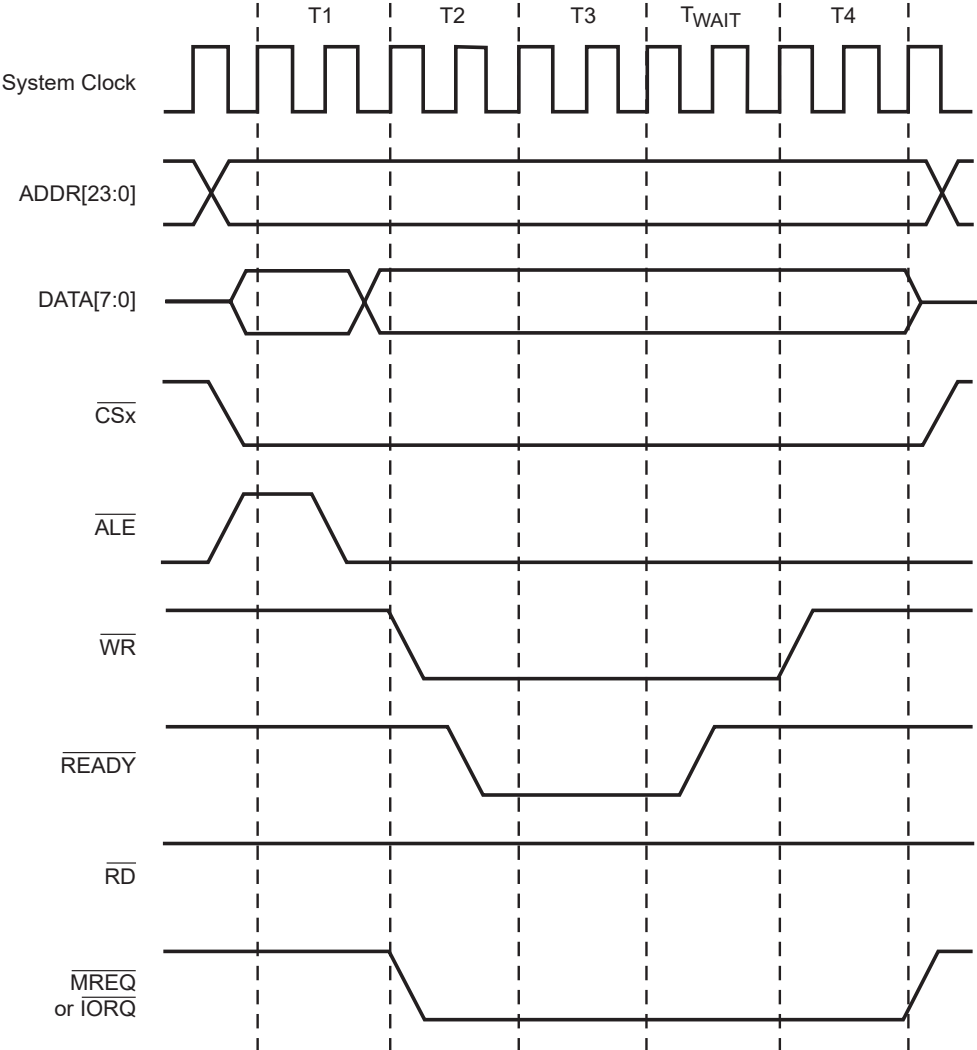 T1 T2 T3 TWAIT T4
System Clock
ADDR[23:0]
DATA[7:0]
CSx
ALE
WR
READY
RD
MREQ
or IORQ